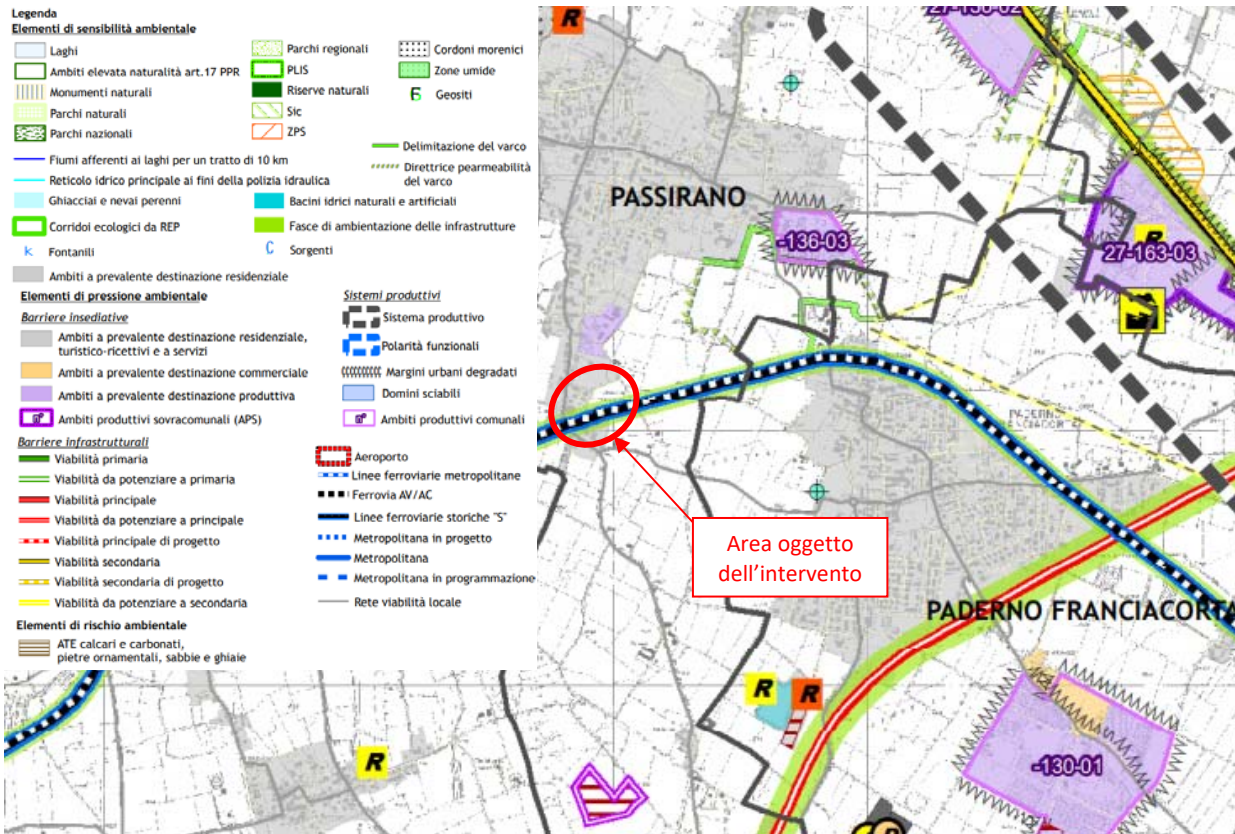 Legenda
Elementi di sensibilità ambientale
Laghi
Ambiti elevata naturalità art.17 PPR
Monumenti naturali
Parchi naturali
Parchi nazionali
Parchi regionali
PLIS
Riserve naturali
Sic
ZPS
Cordoni morenici
Zone umide
Geositi
Fiumi afferenti ai laghi per un tratto di 10 km
Reticolo idrico principale ai fini della polizia idraulica
Ghiacciai e nevai perenni
Corridoi ecologici da REP
Fontanili
Ambiti a prevalente destinazione residenziale
Delimitazione del varco
Direttrice pearmeabilità
del varco
Bacini idrici naturali e artificiali
Fasce di ambientazione delle infrastrutture
Sorgenti
Elementi di pressione ambientale
Barriere insediative
Ambiti a prevalente destinazione residenziale,
turistico-ricettivi e a servizi
Ambiti a prevalente destinazione commerciale
Ambiti a prevalente destinazione produttiva
Ambiti produttivi sovracomunali (APS)
Sistemi produttivi
Sistema produttivo
Polarità funzionali
Margini urbani degradati
Domini sciabili
Ambiti produttivi comunali
Barriere infrastrutturali
Viabilità primaria
Viabilità da potenziare a primaria
Viabilità principale
Viabilità da potenziare a principale
Viabilità principale di progetto
Viabilità secondaria
Viabilità secondaria di progetto
Viabilità da potenziare a secondaria
Aeroporto
Linee ferroviarie metropolitane
Ferrovia AV/AC
Linee ferroviarie storiche "S"
Metropolitana in progetto
Metropolitana
Metropolitana in programmazione
Rete viabilità locale
Elementi di rischio ambientale
ATE calcari e carbonati,
pietre ornamentali, sabbie e ghiaie
R
PASSIRANO
-136-03
R
27-163-03
Area oggetto
dell'intervento
PADERNO FRANCIACORTA
R
R
R
-130-01